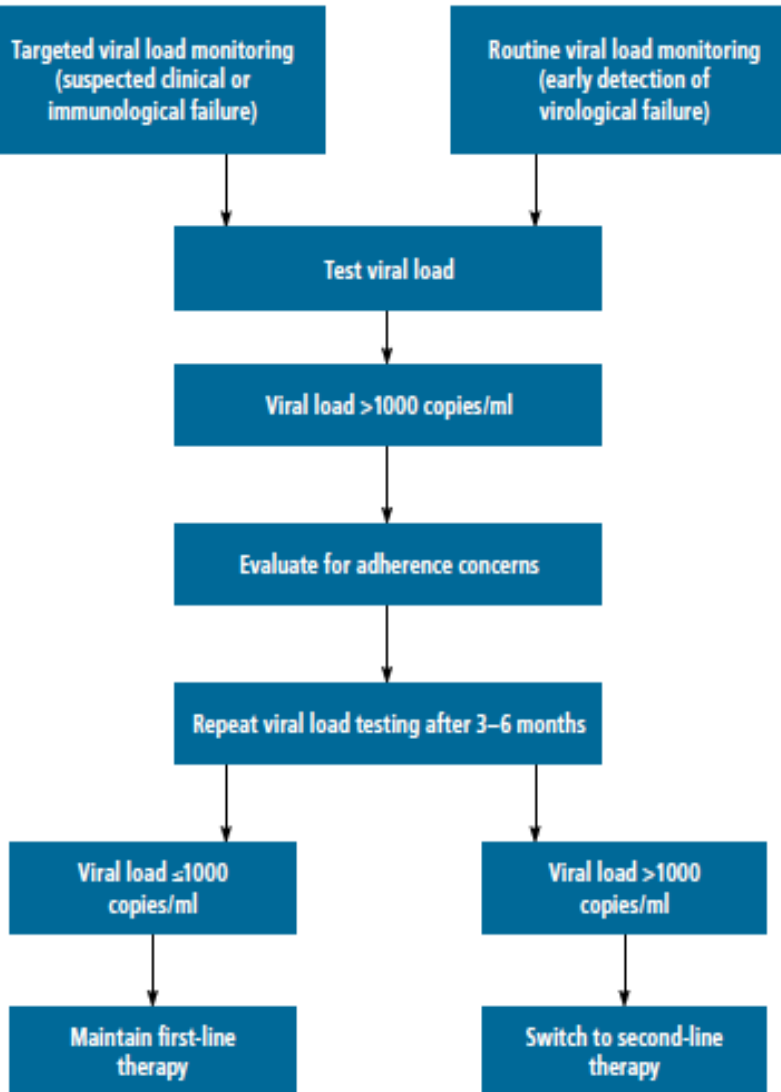 Targeted viral load monitoring
(suspected clinical or
immunological failure)
Routine viral load monitoring
(early detection of
virological failure)
Test viral load
Viral load >1000 copies/ml
Evaluate for adherence concerns
Repeat viral load testing after 3–6 months
Viral load ≤1000
copies/ml
Viral load >1000
copies/ml
Maintain first-line
therapy
Switch to second-line
therapy